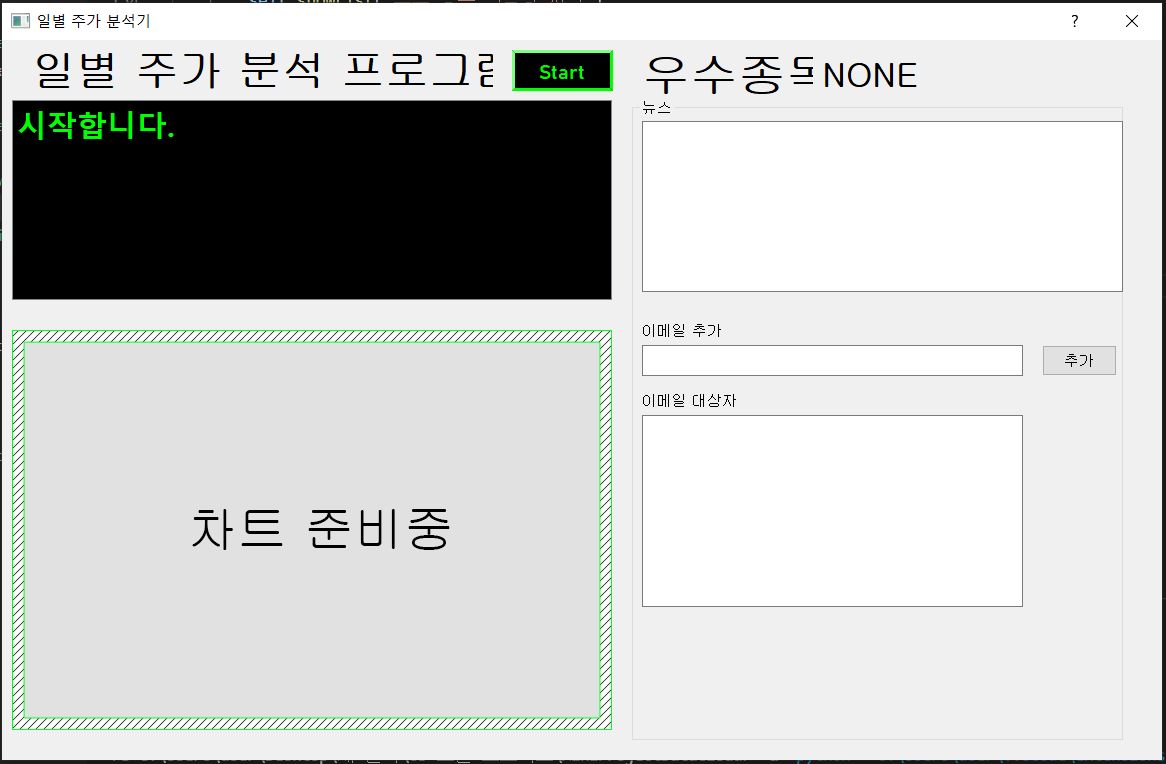 일별 주가 분석기
일별 주가 분석 프로그
Start
우수종
NONE
시작합니다.
뉴스
이메일 추가
추가
이메일 대상자
차트 준비중